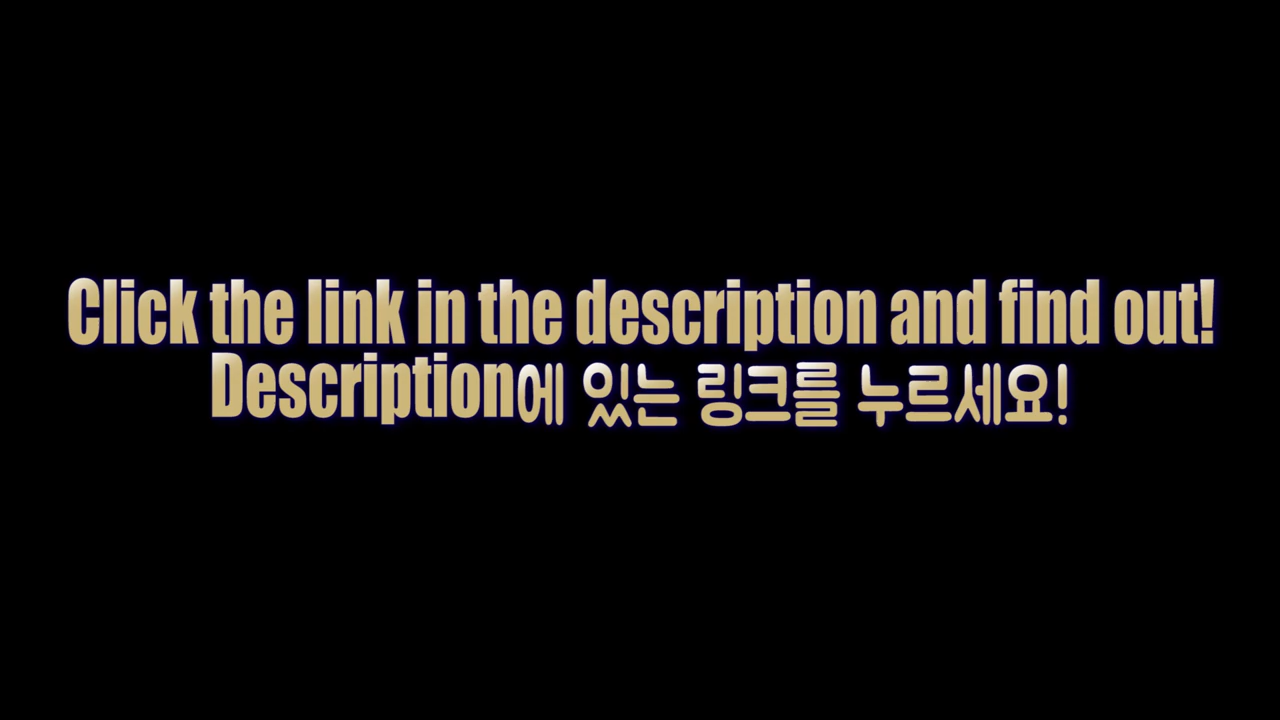 Click the link in the description and find out!
Description에 있는 링크를 누르세요!